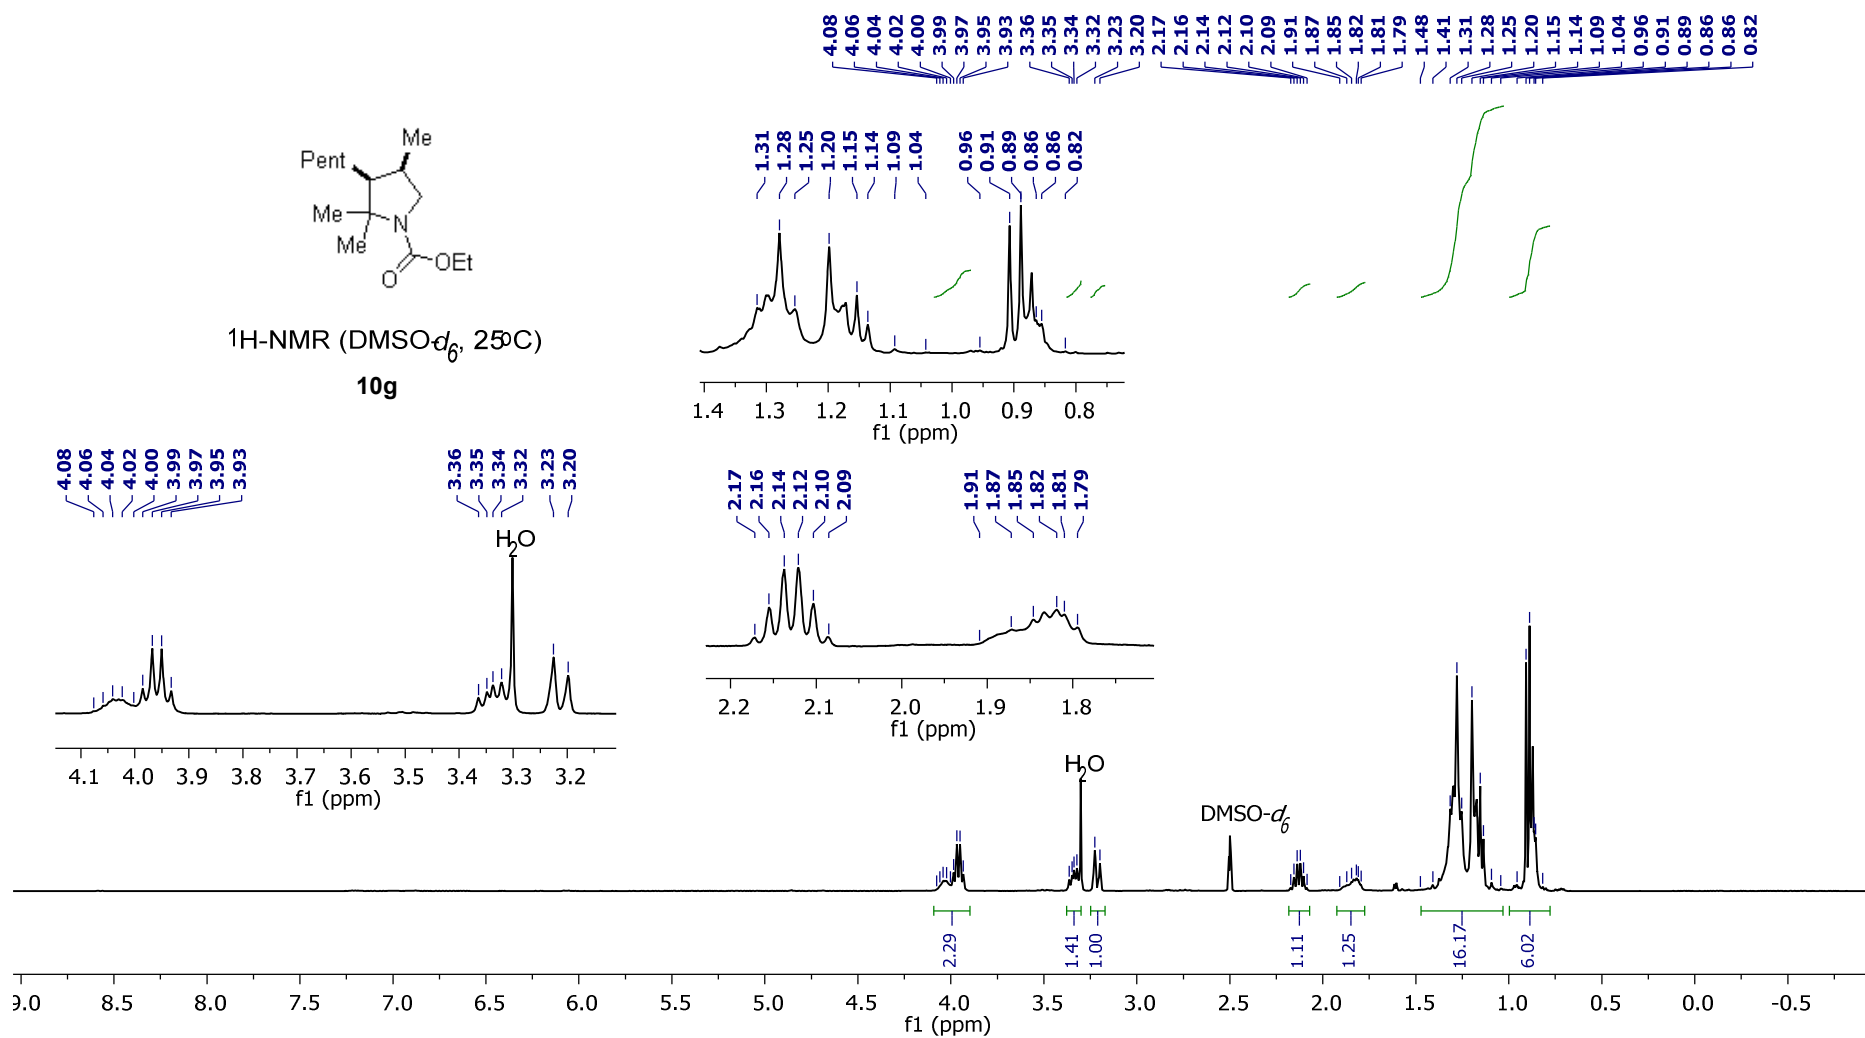 4.08 4.06 4.04 4.02 4.00 3.99 3.97 3.95 3.93 3.36 3.35 3.34 3.32 3.23 3.20 2.17 2.16 2.14 2.12 2.10 2.09 1.91 1.87 1.85 1.82 1.81 1.79 1.48 1.41 1.31 1.28 1.25 1.20 1.15 1.14 1.09 1.04 0.96 0.91 0.89 0.86 0.86 0.82
Me
Pent
Me
Me
N
O
OEt
1H-NMR (DMSO-d6, 25oC)
10g
1.31 1.28 1.25 1.20 1.15 1.14 1.09 1.04 0.96 0.91 0.89 0.86 0.86 0.82
1.4 1.3 1.2 1.1 1.0 0.9 0.8
f1 (ppm)
4.08 4.06 4.04 4.02 4.00 3.99 3.97 3.95 3.93 3.36 3.35 3.34 3.32 3.23 3.20
H2O
4.1 4.0 3.9 3.8 3.7 3.6 3.5 3.4 3.3 3.2
f1 (ppm)
2.17 2.16 2.14 2.12 2.10 2.09 1.91 1.87 1.85 1.82 1.81 1.79
2.2 2.1 2.0 1.9 1.8
f1 (ppm)
H2O
DMSO-d6
2.29 1.41 1.00 1.11 1.25 16.17 6.02
9.0 8.5 8.0 7.5 7.0 6.5 6.0 5.5 5.0 4.5 4.0 3.5 3.0 2.5 2.0 1.5 1.0 0.5 0.0 -0.5
f1 (ppm)